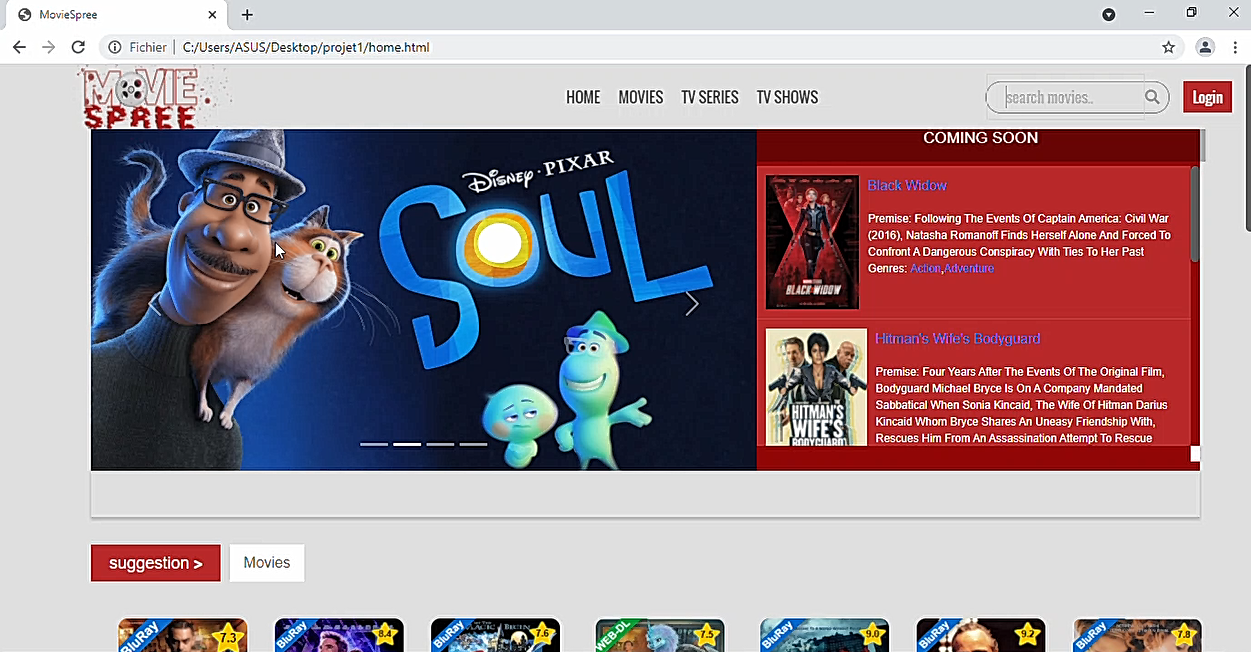 MovieSpree
Fichier C:/Users/ASUS/Desktop/projet1/home.html
MOVIE
SPREE
HOME MOVIES TV SERIES TV SHOWS
search movies..
Login
DISNEY · PIXAR
SOUL
COMING SOON
BLACK WIDOW
Black Widow
Premise: Following The Events Of Captain America: Civil War
(2016), Natasha Romanoff Finds Herself Alone And Forced To
Confront A Dangerous Conspiracy With Ties To Her Past
Genres: Action,Adventure
HITMAN'S
WIFE'S
BODYGUARD
Hitman's Wife's Bodyguard
Premise: Four Years After The Events Of The Original Film,
Bodyguard Michael Bryce Is On A Company Mandated
Sabbatical When Sonia Kincaid, The Wife Of Hitman Darius
Kincaid Whom Bryce Shares An Uneasy Friendship With,
Rescues Him From An Assassination Attempt To Rescue
suggestion >
Movies
BluRay 7.3
BluRay 8.4
BluRay 7.6
WEB-DL 7.5
BluRay 9.0
BluRay 9.2
BluRay 7.8